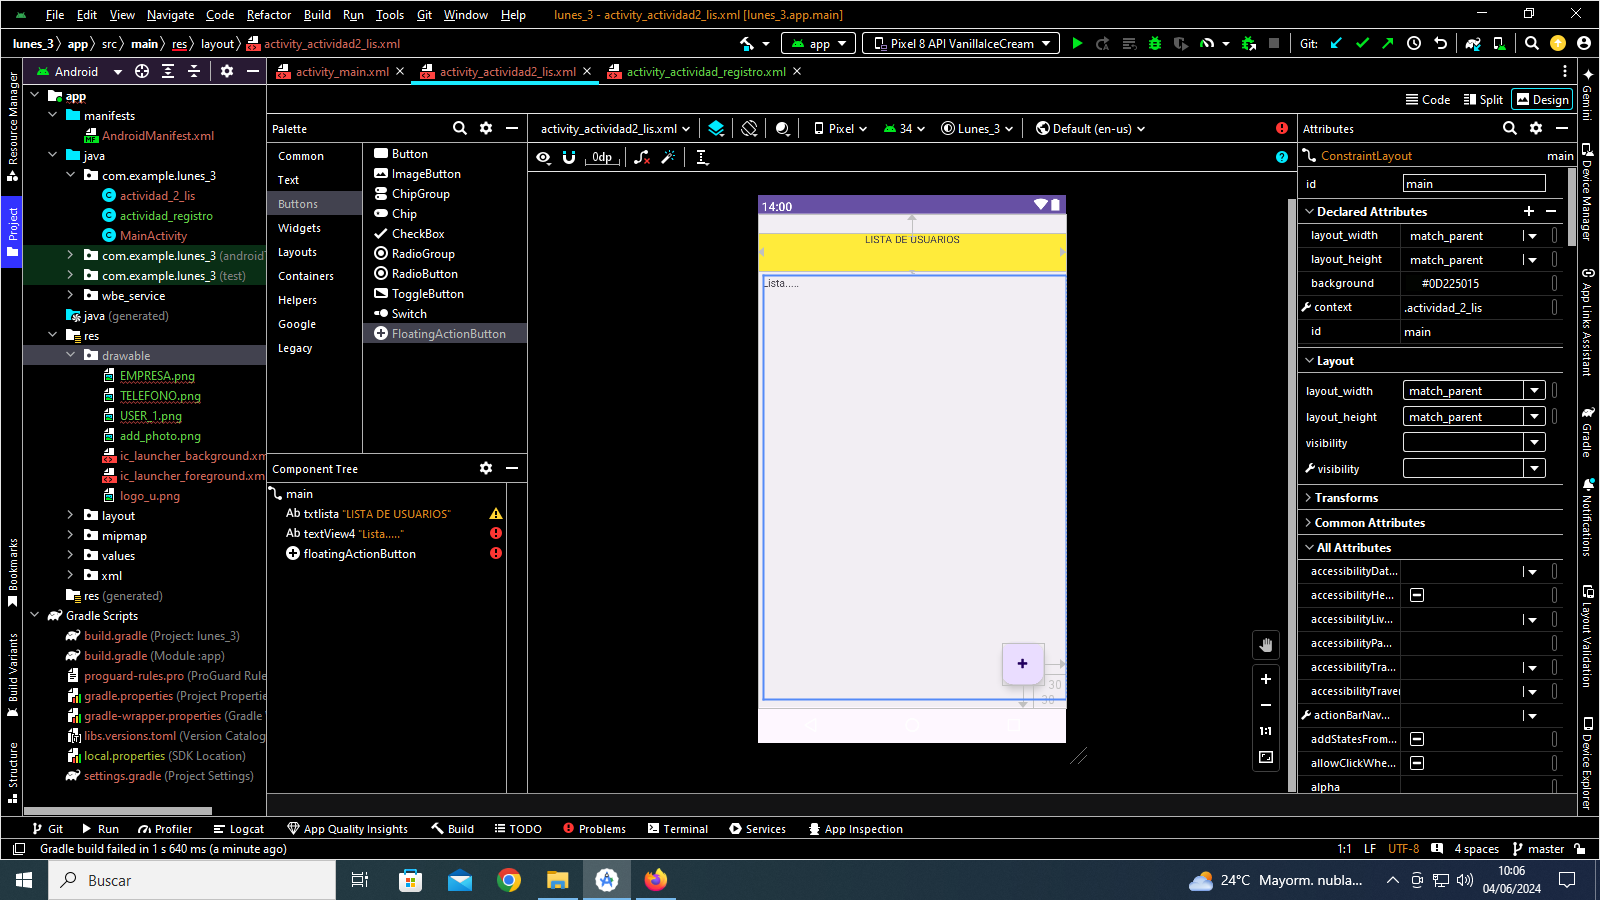 File Edit View Navigate Code Refactor Build Run Tools Git Window Help lunes_3 - activity_actividad2_lis.xml [lunes_3.app.main]
lunes_3 app src main res layout activity_actividad2_lis.xml app Pixel 8 API VanillaIceCream Git:
Android activity_main.xml activity_actividad2_lis.xml activity_actividad_registro.xml
Code Split Design
Resource Manager
Project
Bookmarks
Build Variants
Structure
app
manifests
AndroidManifest.xml
java
com.example.lunes_3
actividad_2_lis
actividad_registro
MainActivity
com.example.lunes_3 (android
com.example.lunes_3 (test)
wbe_service
java (generated)
res
drawable
EMPRESA.png
TELEFONO.png
USER_1.png
add_photo.png
ic_launcher_background.xm
ic_launcher_foreground.xm
logo_u.png
layout
mipmap
values
xml
res (generated)
Gradle Scripts
build.gradle (Project: lunes_3)
build.gradle (Module :app)
proguard-rules.pro (ProGuard Rule
gradle.properties (Project Propertie
gradle-wrapper.properties (Gradle
libs.versions.toml (Version Catalog
local.properties (SDK Location)
settings.gradle (Project Settings)
Palette
Common
Text
Buttons
Widgets
Layouts
Containers
Helpers
Google
Legacy
Button
ImageButton
ChipGroup
Chip
CheckBox
RadioGroup
RadioButton
ToggleButton
Switch
FloatingActionButton
Component Tree
main
Ab txtlista "LISTA DE USUARIOS"
Ab textView4 "Lista....."
floatingActionButton
activity_actividad2_lis.xml Pixel 34 Lunes_3 Default (en-us)
0dp
14:00
LISTA DE USUARIOS
Lista.....
30
30
1:1
Attributes
ConstraintLayout main
id main
Declared Attributes
layout_width match_parent
layout_height match_parent
background #0D225015
context .actividad_2_lis
id main
Layout
layout_width match_parent
layout_height match_parent
visibility
visibility
Transforms
Common Attributes
All Attributes
accessibilityDat...
accessibilityHe...
accessibilityLiv...
accessibilityPa...
accessibilityTra...
accessibilityTraver
actionBarNav...
addStatesFrom...
allowClickWhe...
alpha
Gemini
Device Manager
App Links Assistant
Gradle
Notifications
Layout Validation
Device Explorer
Git Run Profiler Logcat App Quality Insights Build TODO Problems Terminal Services App Inspection
Gradle build failed in 1 s 640 ms (a minute ago) 1:1 LF UTF-8 4 spaces master
Buscar 24°C Mayorm. nubla... 10:06
04/06/2024